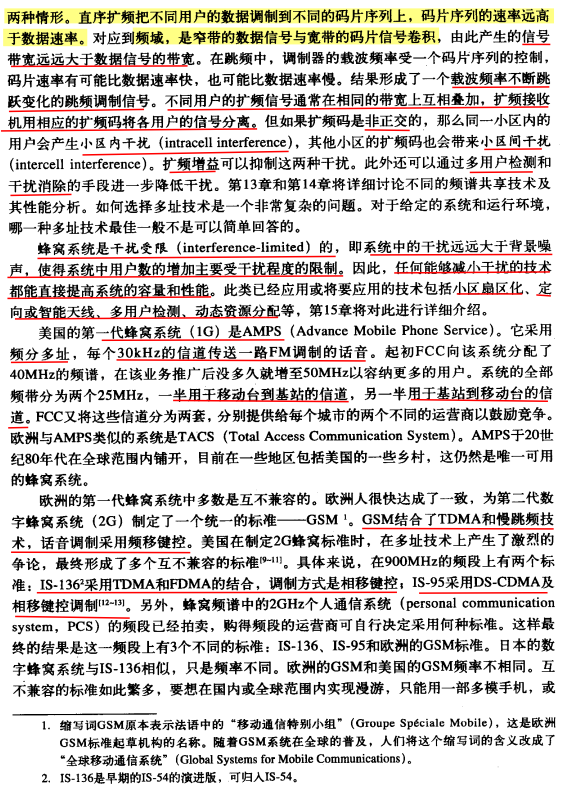 两种情形。直序扩频把不同用户的数据调制到不同的码片序列上，码片序列的速率远高
于数据速率。对应到频域，是窄带的数据信号与宽带的码片信号卷积，由此产生的信号
带宽远远大于数据信号的带宽。在跳频中，调制器的载波频率受一个码片序列的控制，
码片速率有可能比数据速率快，也可能比数据速率慢。结果形成了一个载波频率不断跳
跃变化的跳频调制信号。不同用户的扩频信号通常在相同的带宽上互相叠加，扩频接收
机用相应的扩频码将各用户的信号分离。但如果扩频码是非正交的，那么同一小区内的
用户会产生小区内干扰（intracell interference），其他小区的扩频码也会带来小区间干扰
（intercell interference）。扩频增益可以抑制这两种干扰。此外还可以通过多用户检测和
干扰消除的手段进一步降低干扰。第13章和第14章将详细讨论不同的频谱共享技术及
其性能分析。如何选择多址技术是一个非常复杂的问题。对于给定的系统和运行环境，
哪一种多址技术最佳一般不是可以简单回答的。
蜂窝系统是干扰受限（interference-limited）的，即系统中的干扰远远大于背景噪
声，使得系统中用户数的增加主要受干扰程度的限制。因此，任何能够减小干扰的技术
都能直接提高系统的容量和性能。此类已经应用或将要应用的技术包括小区扇区化、定
向或智能天线、多用户检测、动态资源分配等，第15章将对此进行详细介绍。
美国的第一代蜂窝系统（1G）是AMPS（Advance Mobile Phone Service）。它采用
频分多址，每个30kHz的信道传送一路FM调制的话音。起初FCC向该系统分配了
40MHz的频谱，在该业务推广后没多久就增至50MHz以容纳更多的用户。系统的全部
频带分为两个25MHz，一半用于移动台到基站的信道，另一半用于基站到移动台的信
道。FCC又将这些信道分为两套，分别提供给每个城市的两个不同的运营商以鼓励竞争。
欧洲与AMPS类似的系统是TACS（Total Access Communication System）。AMPS于20世
纪80年代在全球范围内铺开，目前在一些地区包括美国的一些乡村，这仍然是唯一可用
的蜂窝系统。
欧洲的第一代蜂窝系统中多数是互不兼容的。欧洲人很快达成了一致，为第二代数
字蜂窝系统（2G）制定了一个统一的标准——GSM 1。GSM结合了TDMA和慢跳频技
术，话音调制采用频移键控。美国在制定2G蜂窝标准时，在多址技术上产生了激烈的
争论，最终形成了多个互不兼容的标准[9~11]。具体来说，在900MHz的频段上有两个标
准：IS-136²采用TDMA和FDMA的结合，调制方式是相移键控；IS-95采用DS-CDMA及
相移键控调制[12~13]。另外，蜂窝频谱中的2GHz个人通信系统（personal communication
system，PCS）的频段已经拍卖，购得频段的运营商可自行决定采用何种标准。这样最
终的结果是这一频段上有3个不同的标准：IS-136、IS-95和欧洲的GSM标准。日本的数
字蜂窝系统与IS-136相似，只是频率不同。欧洲的GSM和美国的GSM频率不相同。互
不兼容的标准如此繁多，要想在国内或全球范围内实现漫游，只能用一部多模手机，或
1. 缩写词GSM原本表示法语中的“移动通信特别小组”（Groupe Spéciale Mobile），这是欧洲
GSM标准起草机构的名称。随着GSM系统在全球的普及，人们将这个缩写词的含义改成了
“全球移动通信系统”（Global Systems for Mobile Communications）。
2. IS-136是早期的IS-54的演进版，可归入IS-54。